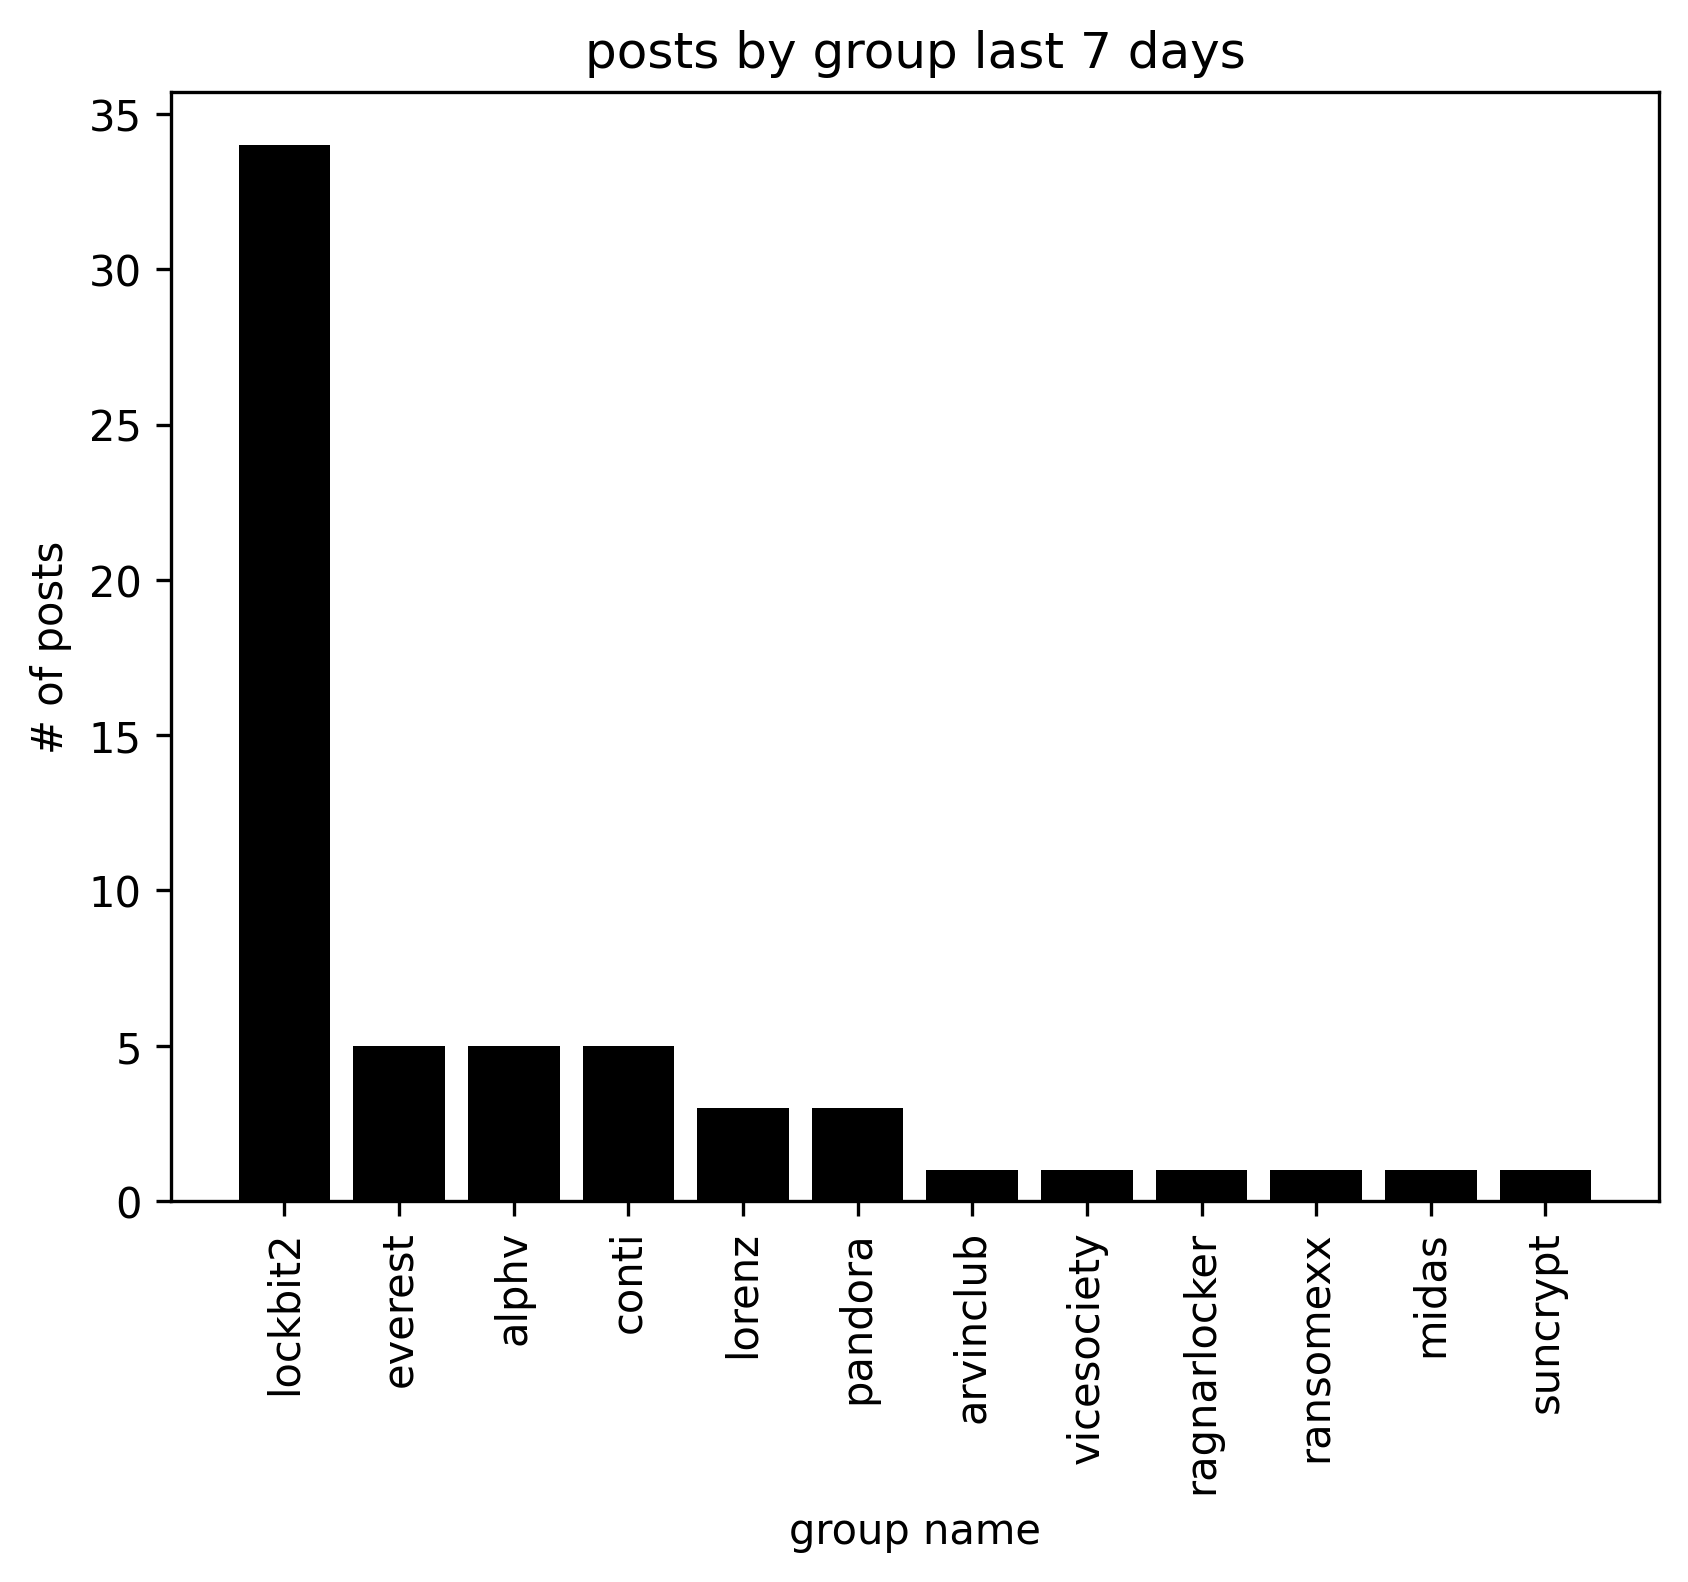 posts by group last 7 days
35
30
25
20
15
10
5
0
# of posts
lockbit2
everest
alphv
conti
lorenz
pandora
arvinclub
vicesociety
ragnarlocker
ransomexx
midas
suncrypt
group name